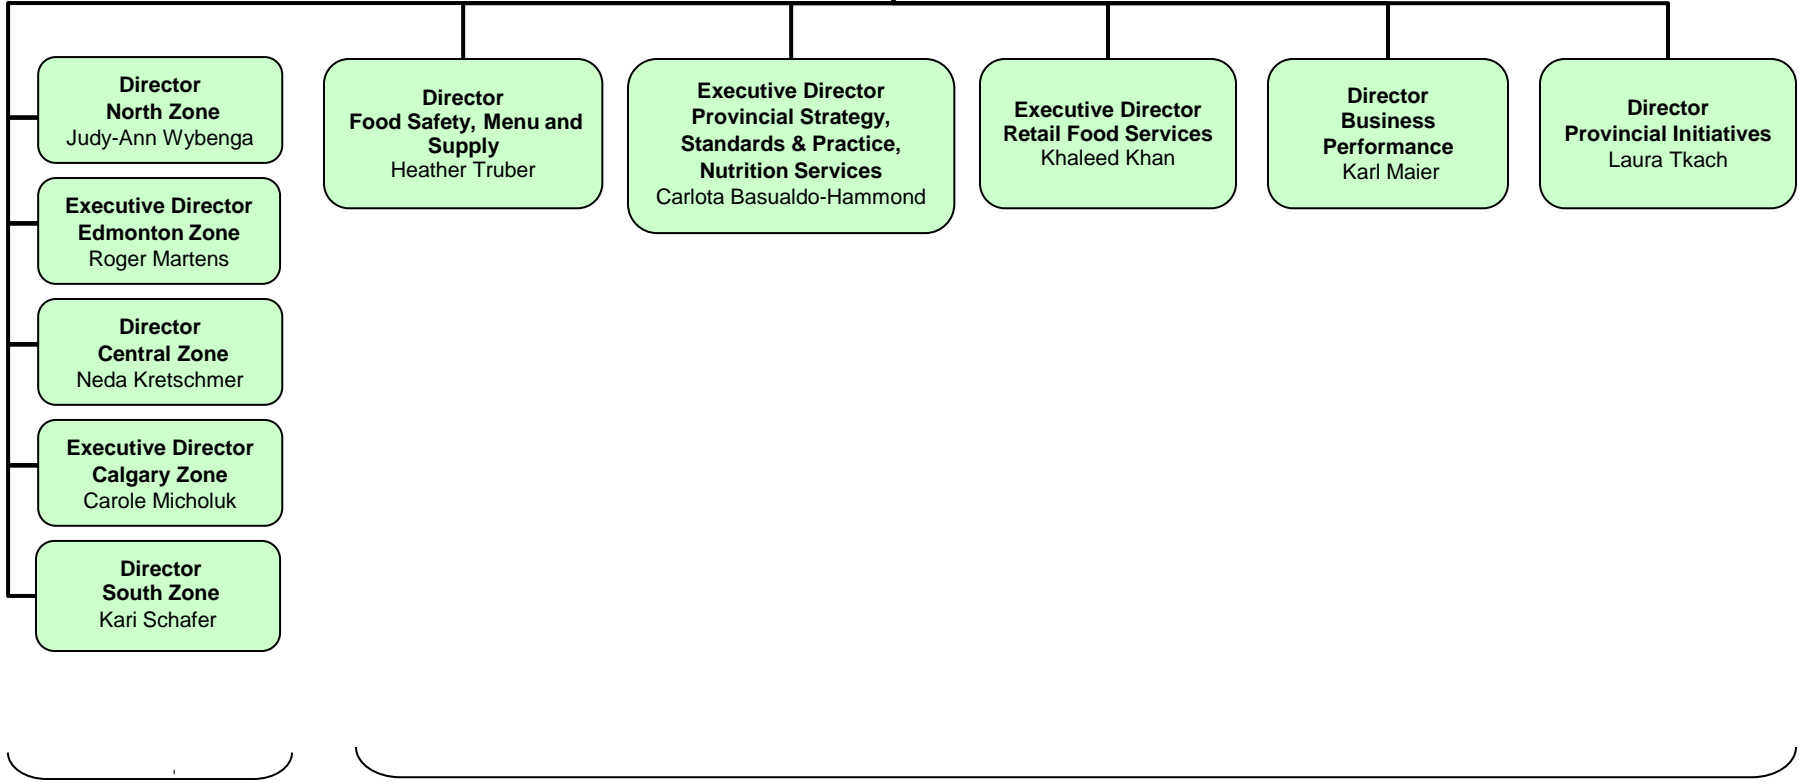 Director
North Zone
Judy-Ann Wybenga
Executive Director
Edmonton Zone
Roger Martens
Director
Central Zone
Neda Kretschmer
Executive Director
Calgary Zone
Carole Micholuk
Director
South Zone
Kari Schafer
Director
Food Safety, Menu and
Supply
Heather Truber
Executive Director
Provincial Strategy,
Standards & Practice,
Nutrition Services
Carlota Basualdo-Hammond
Executive Director
Retail Food Services
Khaleed Khan
Director
Business
Performance
Karl Maier
Director
Provincial Initiatives
Laura Tkach